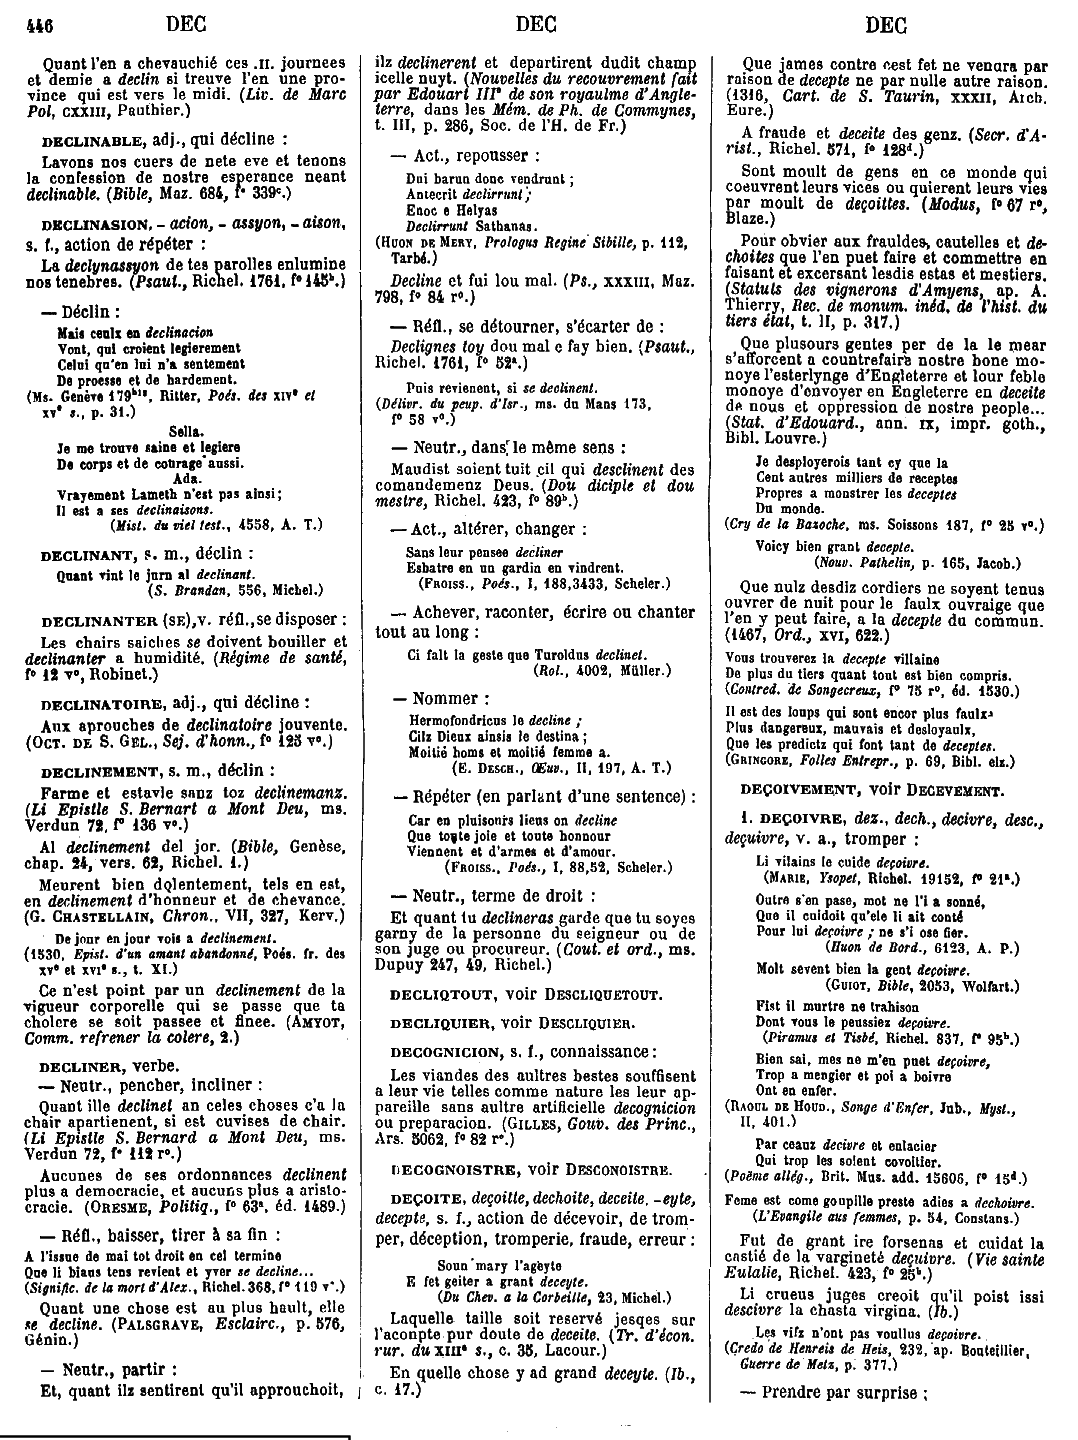 446 DEC DEC DEC
Quant l'en a chevauchié ces .II. journees
et demie a declin si treuve l'en une pro-
vince qui est vers le midi. (Liv. de Marc
Pol, CXXIII, Pauthier.)
DECLINABLE, adj., qui décline :
Lavons nos cuers de nete eve et tenons
la confession de nostre esperance neant
declinable. (Bible, Maz. 684, fº 339ᶜ.)
DECLINASION, - acion, - assyon, - aison,
s. f., action de répéter :
La declynassyon de tes parolles enlumine
nos tenebres. (Psaut., Richel. 1761, fº 145ᵇ.)
— Déclin :
Mais ceulx en declinacion
Vont, qui croient legierement
Celui qu'en lui n'a sentement
De proesse et de hardement.
(Ms. Genève 179ᵇⁱˢ, Ritter, Poés. des XIVᵉ et
XVᵉ s., p. 31.)
Sella.
Je me trouve saine et legiere
De corps et de courage aussi.
Ada.
Vrayement Lameth n'est pas ainsi;
Il est a ses declinaisons.
(Mist. du viel test., 4558, A. T.)
DECLINANT, s. m., déclin :
Quant vint le jurn al declinant.
(S. Brandan, 556, Michel.)
DECLINANTER (SE), v. réfl., se disposer :
Les chairs saiches se doivent bouiller et
declinanter a humidité. (Régime de santé,
fº 12 vº, Robinet.)
DECLINATOIRE, adj., qui décline :
Aux aprouches de declinatoire jouvente.
(OCT. DE S. GEL., Sej. d'honn., fº 125 vº.)
DECLINEMENT, s. m., déclin :
Farme et estavle sanz toz declinemanz.
(Li Epistle S. Bernart a Mont Deu, ms.
Verdun 72, fº 136 vº.)
Al declinement del jor. (Bible, Genèse,
chap. 24, vers. 62, Richel. 1.)
Meurent bien dolentement, tels en est,
en declinement d'honneur et de chevance.
(G. CHASTELLAIN, Chron., VII, 327, Kerv.)
De jour en jour vois a declinement.
(1530, Epist. d'un amant abandonné, Poés. fr. des
XVᵉ et XVIᵉ s., t. XI.)
Ce n'est point par un declinement de la
vigueur corporelle qui se passe que ta
cholere se soit passee et finee. (AMYOT,
Comm. refrener la colere, 2.)
DECLINER, verbe.
— Neutr., pencher, incliner :
Quant ille declinet an celes choses c'a la
chair apartienent, si est cuvises de chair.
(Li Epistle S. Bernard a Mont Deu, ms.
Verdun 72, fº 112 rº.)
Aucunes de ses ordonnances declinent
plus a democracie, et aucuns plus a aristo-
cracie. (ORESME, Politiq., fº 63ᵃ, éd. 1489.)
— Réfl., baisser, tirer à sa fin :
A l'issue de mai tot droit en cel termine
Que li biaus tens revient et yver se decline...
(Signific. de la mort d'Alex., Richel. 368, fº 119 vº.)
Quant une chose est au plus hault, elle
se decline. (PALSGRAVE, Esclairc., p. 576,
Génin.)
— Neutr., partir :
Et, quant ilz sentirent qu'il approuchoit,
ilz declinerent et departirent dudit champ
icelle nuyt. (Nouvelles du recouvrement fait
par Edouart IIIᵉ de son royaulme d'Angle-
terre, dans les Mém. de Ph. de Commynes,
t. III, p. 286, Soc. de l'H. de Fr.)
— Act., repousser :
Dui barun donc vendrunt ;
Antecrit declirrunt ;
Enoc e Helyas
Declirrunt Sathanas.
(HUON DE MERY, Prologus Regine Sibille, p. 112,
Tarbé.)
Decline et fui lou mal. (Ps., XXXIII, Maz.
798, fº 84 rº.)
— Réfl., se détourner, s'écarter de :
Declignes toy dou mal e fay bien. (Psaut.,
Richel. 1761, fº 52ᵃ.)
Puis revienent, si se declinent.
(Délivr. du peup. d'Isr., ms. du Mans 173,
fº 58 vº.)
— Neutr., dans le même sens :
Maudist soient tuit cil qui desclinent des
comandemenz Deus. (Dou diciple et dou
mestre, Richel. 423, fº 89ᵇ.)
— Act., altérer, changer :
Sans leur pensee decliner
Esbatre en un gardin en vindrent.
(FROISS., Poés., I, 188,3433, Scheler.)
— Achever, raconter, écrire ou chanter
tout au long :
Ci falt la geste que Turoldus declinet.
(Rol., 4002, Müller.)
— Nommer :
Hermofondricus le decline ;
Cilz Dieux ainsis le destina ;
Moitié homs et moitié femme a.
(E. DESCH., Œuv., II, 197, A. T.)
— Répéter (en parlant d'une sentence) :
Car en pluisonrs lieus on decline
Que toute joie et toute honnour
Viennent et d'armes et d'amour.
(FROISS., Poés., I, 88,52, Scheler.)
— Neutr., terme de droit :
Et quant tu declineras garde que tu soyes
garny de la personne du seigneur ou de
son juge ou procureur. (Cout. et ord., ms.
Dupuy 247, 49, Richel.)
DECLIQTOUT, voir DESCLIQUETOUT.
DECLIQUIER, voir DESCLIQUIER.
DECOGNICION, s. f., connaissance :
Les viandes des aultres bestes souffisent
a leur vie telles comme nature les leur ap-
pareille sans aultre artificielle decognicion
ou preparacion. (GILLES, Gouv. des Princ.,
Ars. 5062, fº 82 rº.)
DECOGNOISTRE, voir DESCONOISTRE.
DEÇOITE, deçoitte, dechoite, deceite, -eyte,
decepte, s. f., action de décevoir, de trom-
per, déception, tromperie, fraude, erreur :
Soun mary l'ageyte
E fet geiter a grant deceyte.
(Du Chev. a la Corbeille, 23, Michel.)
Laquelle taille soit reservé jesqes sur
l'aconpte pur doute de deceite. (Tr. d'écon.
rur. du XIIIᵉ s., c. 35, Lacour.)
En quelle chose y ad grand deceyte. (Ib.,
c. 17.)
Que james contre cest fet ne venura par
raison de decepte ne par nulle autre raison.
(1316, Cart. de S. Taurin, XXXII, Arch.
Eure.)
A fraude et deceite des genz. (Secr. d'A-
rist., Richel. 571, fº 128ᵈ.)
Sont moult de gens en ce monde qui
coeuvrent leurs vices ou quierent leurs vies
par moult de deçoittes. (Modus, fº 67 rº,
Blaze.)
Pour obvier aux frauldes, cautelles et de-
choites que l'en puet faire et commettre en
faisant et excersant lesdis estas et mestiers.
(Statuts des vignerons d'Amyens, ap. A.
Thierry, Rec. de monum. inéd. de l'hist. du
tiers état, t. II, p. 317.)
Que plusours gentes per de la le mear
s'afforcent a countrefaire nostre bone mo-
noye l'esterlynge d'Engleterre et lour feble
monoye d'envoyer en Engleterre en deceite
de nous et oppression de nostre people...
(Stat. d'Edouard., ann. IX, impr. goth.,
Bibl. Louvre.)
Je desployerois tant cy que la
Cent autres milliers de receptes
Propres a monstrer les deceptes
Du monde.
(Cry de la Bazoche, ms. Soissons 187, fº 25 vº.)
Voicy bien grant decepte.
(Nouv. Pathelin, p. 165, Jacob.)
Que nulz desdiz cordiers ne soyent tenus
ouvrer de nuit pour le faulx ouvraige que
l'en y peut faire, a la decepte du commun.
(1467, Ord., XVI, 622.)
Vous trouverez la decepte villaine
De plus du tiers quant tout est bien compris.
(Contred. de Songecreux, fº 75 rº, éd. 1530.)
Il est des loups qui sont encor plus faulx
Plus dangereux, mauvais et desloyaulx,
Que les predictz qui font tant de deceptes.
(GRINGORE, Folles Entrepr., p. 69, Bibl. elz.)
DEÇOIVEMENT, voir DECEVEMENT.
1. DEÇOIVRE, dez., dech., decivre, desc.,
deçuivre, v. a., tromper :
Li vilains le cuide deçoivre.
(MARIE, Ysopet, Richel. 19152, fº 21ᵃ.)
Outre s'en pase, mot ne l'i a sonné,
Que il cuidoit qu'ele li ait conté
Pour lui deçoivre ; ne s'i ose fier.
(Huon de Bord., 6123, A. P.)
Molt sevent bien la gent deçoivre.
(GUIOT, Bible, 2053, Wolfart.)
Fist il murtre ne trahison
Dont vous le peussiez deçoivre.
(Piramus et Tisbé, Richel. 837, fº 95ᵇ.)
Bien sai, mes ne m'en puet deçoivre,
Trop a mengier et poi a boivre
Ont en enfer.
(RAOUL DE HOUD., Songe d'Enfer, Jub., Myst.,
II, 401.)
Par ceauz decivre et enlacier
Qui trop les soient covoitier.
(Poëme allég., Brit. Mus. add. 15606, fº 15ᵈ.)
Feme est come goupille preste adies a dechoivre.
(L'Evangile aus femmes, p. 54, Constans.)
Fut de grant ire forsenas et cuidat la
castié de la vargineté deçuivre. (Vie sainte
Eulalie, Richel. 423, fº 25ᵇ.)
Li crueus juges creoit qu'il poist issi
descivre la chasta virgina. (Ib.)
Les vifz n'ont pas voullus deçoivre.
(Credo de Henreis de Heis, 232, ap. Bouteillier,
Guerre de Metz, p. 377.)
— Prendre par surprise :